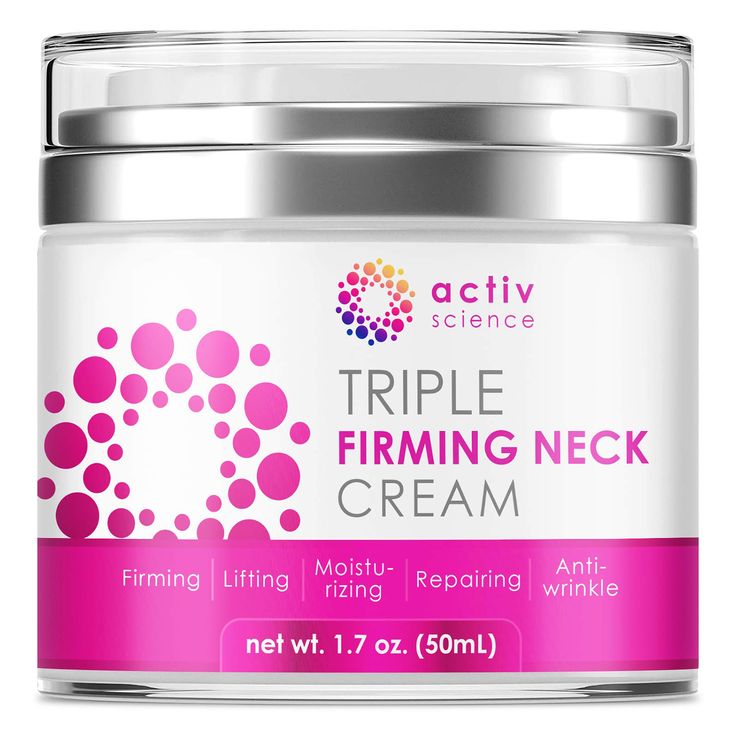 activ
science
TRIPLE
FIRMING NECK
CREAM
Firming | Lifting | Moistu-
rizing | Repairing | Anti-
wrinkle
net wt. 1.7 oz. (50mL)